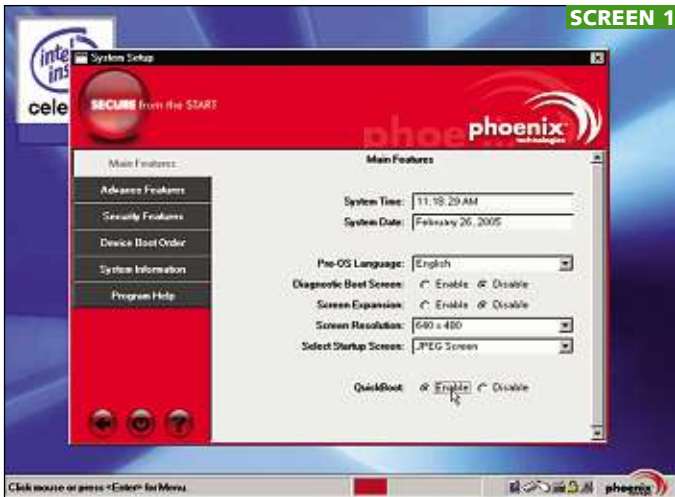 SCREEN 1
intel
ins
cele
System Setup
SECURE from the START
phoe
phoenix
technologies
Main Features
Main Features
Advance Features
Security Features
Device Boot Order
System Information
Program Help
System Time: 11:18:29 AM
System Date: February 26, 2005
Pre-OS Language: English
Diagnostic Boot Screen: Enable Disable
Screen Expansion: Enable Disable
Screen Resolution: 640 x 480
Select Startup Screen: JPEG Screen
QuickBoot: Enable Disable
?
Click mouse or press <Enter> for Menu.
phoenix